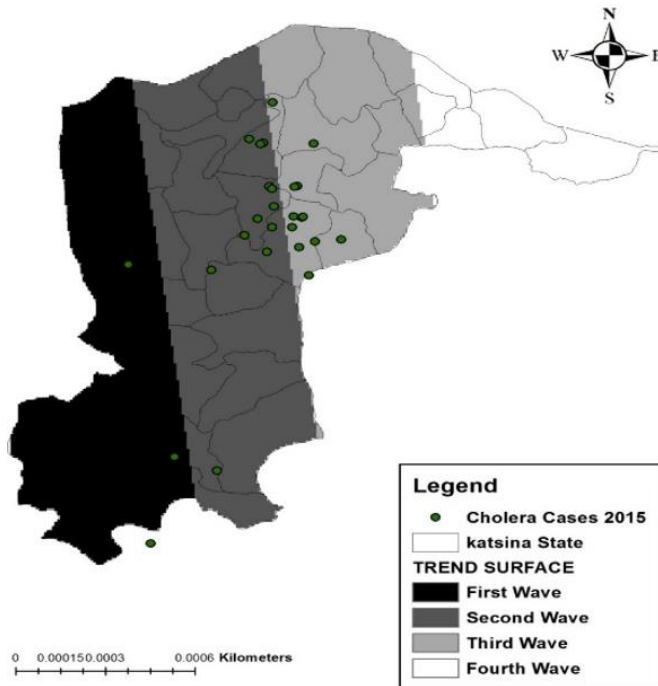 N
W E
S
Legend
Cholera Cases 2015
katsina State
TREND SURFACE
First Wave
Second Wave
Third Wave
Fourth Wave
0 0.000150.0003 0.0006 Kilometers